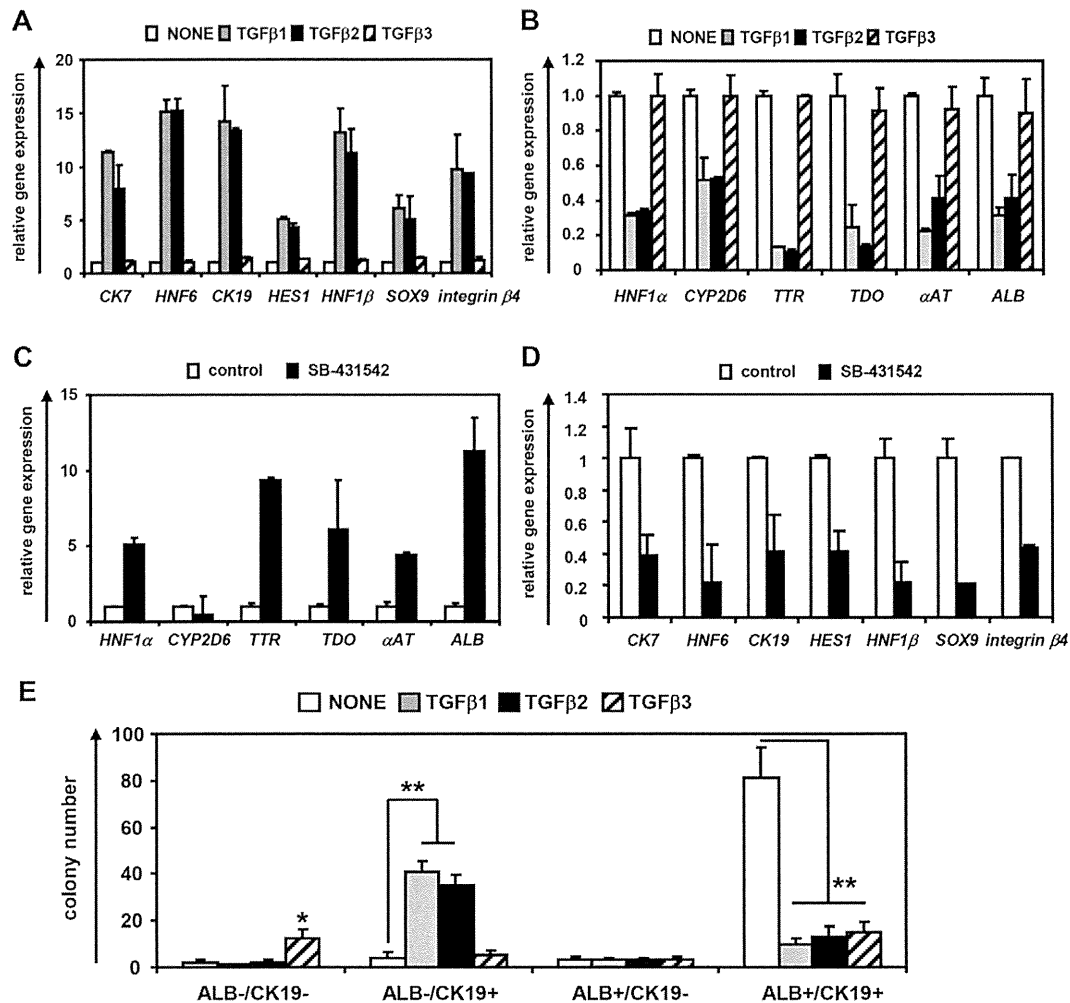 A
NONE TGFβ1 TGFβ2 TGFβ3
relative gene expression
20
15
10
5
0
CK7 HNF6 CK19 HES1 HNF1β SOX9 integrin β4
B
NONE TGFβ1 TGFβ2 TGFβ3
relative gene expression
1.2
1.0
0.8
0.6
0.4
0.2
0
HNF1α CYP2D6 TTR TDO αAT ALB
C
control SB-431542
relative gene expression
15
10
5
0
HNF1α CYP2D6 TTR TDO αAT ALB
D
control SB-431542
relative gene expression
1.4
1.2
1
0.8
0.6
0.4
0.2
0
CK7 HNF6 CK19 HES1 HNF1β SOX9 integrin β4
E
NONE TGFβ1 TGFβ2 TGFβ3
colony number
100
80
60
40
20
0
*
**
**
ALB-/CK19- ALB-/CK19+ ALB+/CK19- ALB+/CK19+